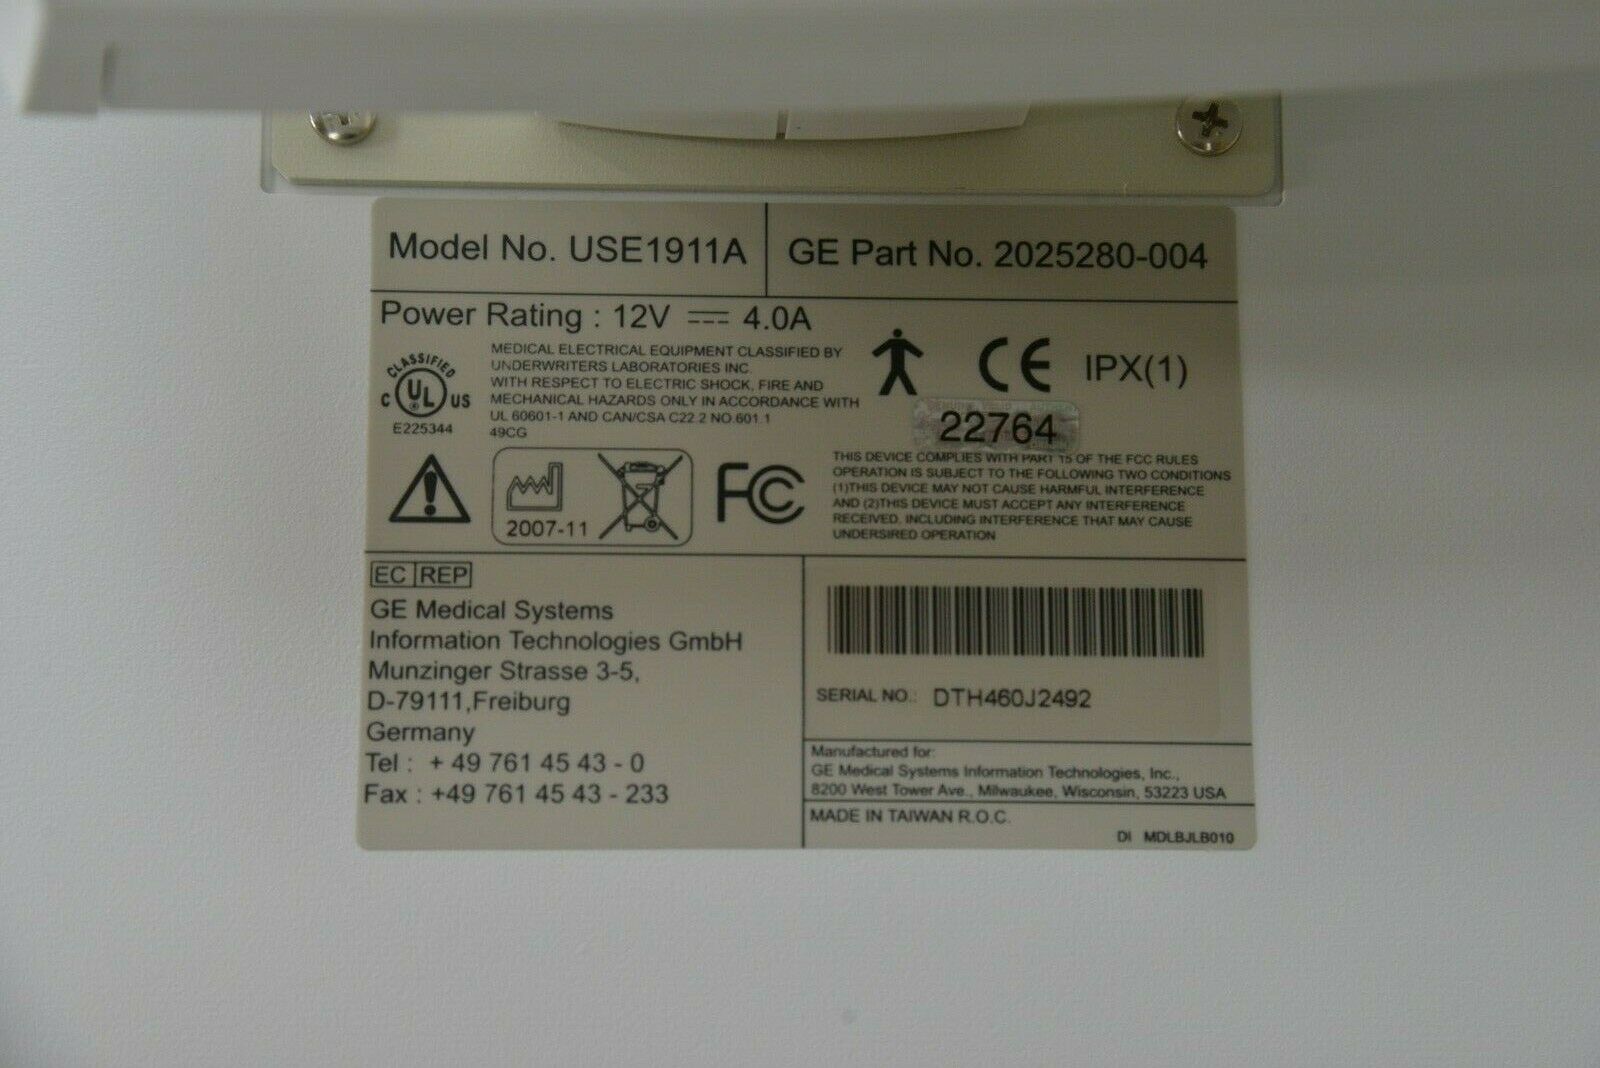 Model No. USE1911A
GE Part No. 2025280-004
Power Rating : 12V 4.0A
CLASSIFIED
C UL US
®
E225344
MEDICAL ELECTRICAL EQUIPMENT CLASSIFIED BY
UNDERWRITERS LABORATORIES INC.
WITH RESPECT TO ELECTRIC SHOCK, FIRE AND
MECHANICAL HAZARDS ONLY IN ACCORDANCE WITH
UL 60601-1 AND CAN/CSA C22.2 NO.601.1
49CG
CE
IPX(1)
22764
2007-11
FC
THIS DEVICE COMPLIES WITH PART 15 OF THE FCC RULES
OPERATION IS SUBJECT TO THE FOLLOWING TWO CONDITIONS
(1)THIS DEVICE MAY NOT CAUSE HARMFUL INTERFERENCE
AND (2)THIS DEVICE MUST ACCEPT ANY INTERFERENCE
RECEIVED. INCLUDING INTERFERENCE THAT MAY CAUSE
UNDERSIRED OPERATION
EC REP
GE Medical Systems
Information Technologies GmbH
Munzinger Strasse 3-5,
D-79111,Freiburg
Germany
Tel : + 49 761 45 43 - 0
Fax : +49 761 45 43 - 233
SERIAL NO.: DTH460J2492
Manufactured for:
GE Medical Systems Information Technologies, Inc.,
8200 West Tower Ave., Milwaukee, Wisconsin, 53223 USA
MADE IN TAIWAN R.O.C.
DI MDLBJLB010